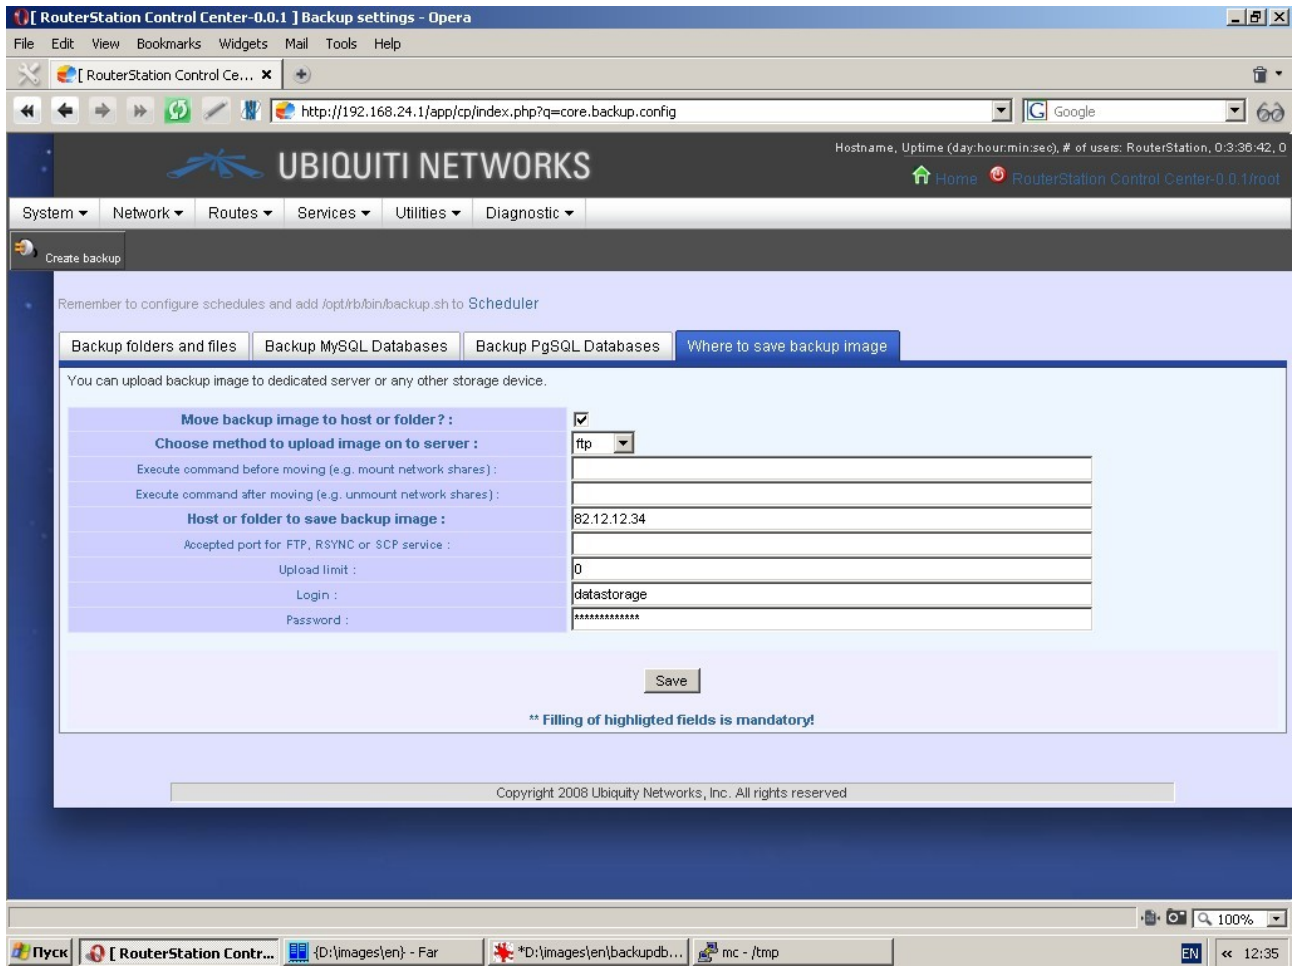 [ RouterStation Control Center-0.0.1 ] Backup settings - Opera
File Edit View Bookmarks Widgets Mail Tools Help
[ RouterStation Control Ce...
http://192.168.24.1/app/cp/index.php?q=core.backup.config
Google
UBIQUITI NETWORKS
Hostname, Uptime (day:hour:min:sec), # of users: RouterStation, 0:3:36:42, 0
Home RouterStation Control Center-0.0.1/root
System Network Routes Services Utilities Diagnostic
Create backup
Remember to configure schedules and add /opt/rb/bin/backup.sh to Scheduler
Backup folders and files Backup MySQL Databases Backup PgSQL Databases Where to save backup image
You can upload backup image to dedicated server or any other storage device.
Move backup image to host or folder? :
Choose method to upload image on to server : ftp
Execute command before moving (e.g. mount network shares) :
Execute command after moving (e.g. unmount network shares) :
Host or folder to save backup image : 82.12.12.34
Accepted port for FTP, RSYNC or SCP service :
Upload limit : 0
Login : datastorage
Password : *************
Save
** Filling of highligted fields is mandatory!
Copyright 2008 Ubiquity Networks, Inc. All rights reserved
100%
Пуск [ RouterStation Contr... {D:\images\en} - Far *D:\images\en\backupdb... mc - /tmp EN « 12:35